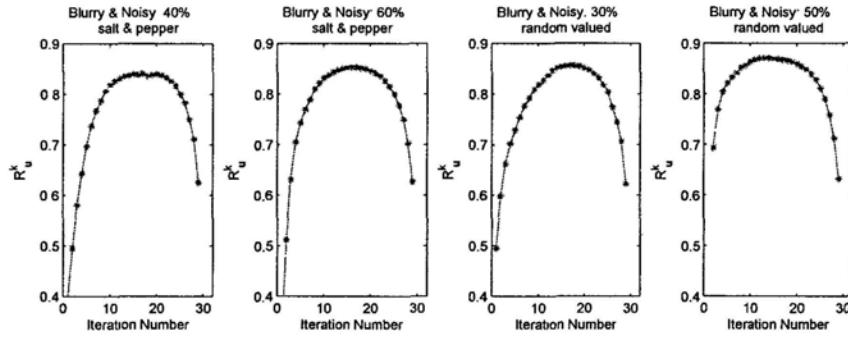 Blurry & Noisy: 40%
salt & pepper
Blurry & Noisy: 60%
salt & pepper
Blurry & Noisy: 30%
random valued
Blurry & Noisy: 50%
random valued
R_u^k
0.9
0.8
0.7
0.6
0.5
0.4
0 10 20 30
Iteration Number
R_u^k
0.9
0.8
0.7
0.6
0.5
0.4
0 10 20 30
Iteration Number
R_u^k
0.9
0.8
0.7
0.6
0.5
0.4
0 10 20 30
Iteration Number
R_u^k
0.9
0.8
0.7
0.6
0.5
0.4
0 10 20 30
Iteration Number